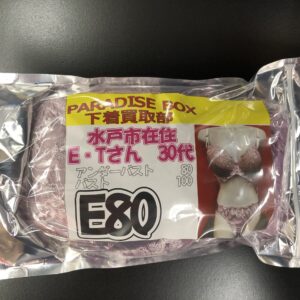 PARADISE BOX
下着買取部
水戸市在住
E・Tさん 30代
アンダーバスト 80
バスト 100
E80